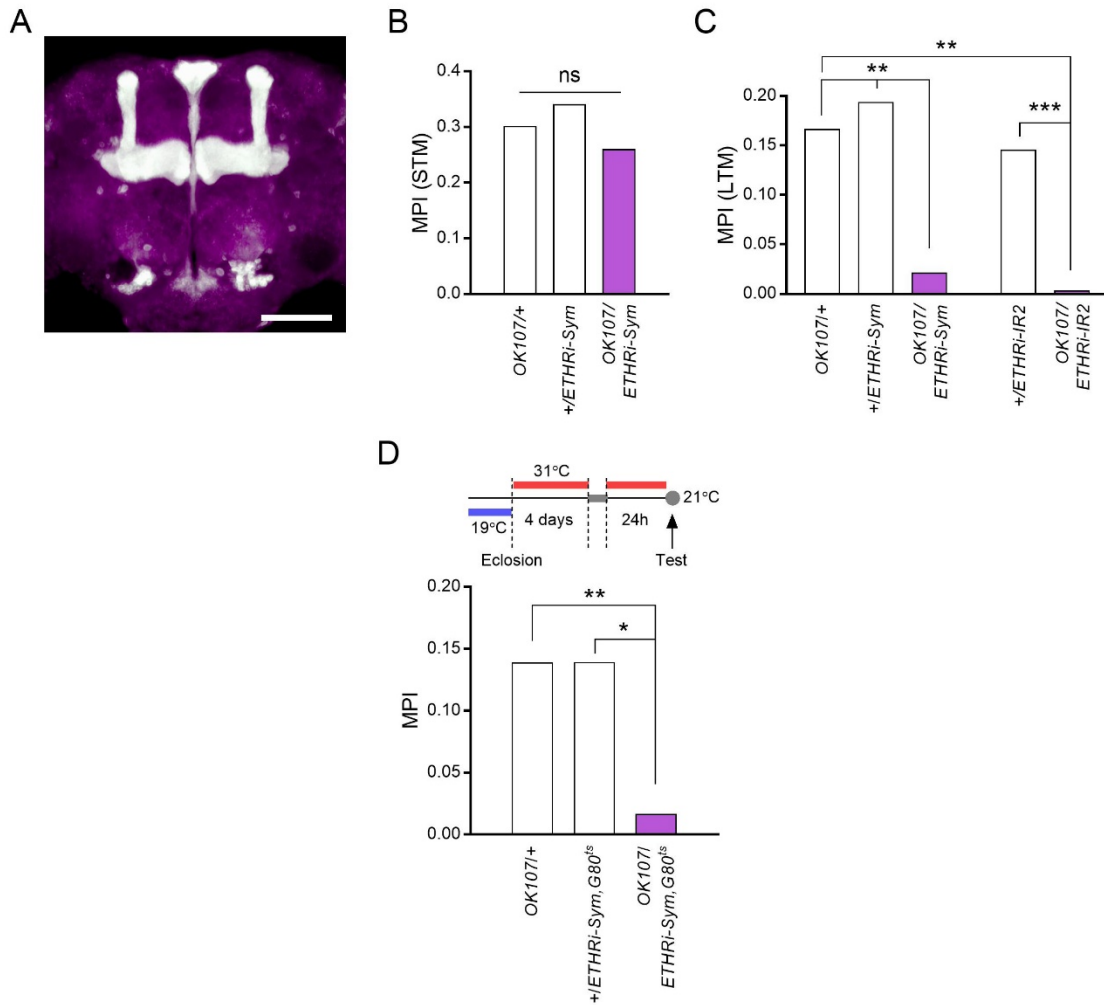 A
B
MPI (STM)
0.4
0.3
0.2
0.1
0.0
ns
OK107/+
+/ETHRi-Sym
OK107/
ETHRi-Sym
C
MPI (LTM)
0.20
0.15
0.10
0.05
0.00
**
**
***
OK107/+
+/ETHRi-Sym
OK107/
ETHRi-Sym
+/ETHRi-IR2
OK107/
ETHRi-IR2
D
31°C
21°C
19°C
4 days
24h
Eclosion
Test
MPI
0.20
0.15
0.10
0.05
0.00
**
*
OK107/+
+/ETHRi-Sym,G80ts
OK107/
ETHRi-Sym,G80ts